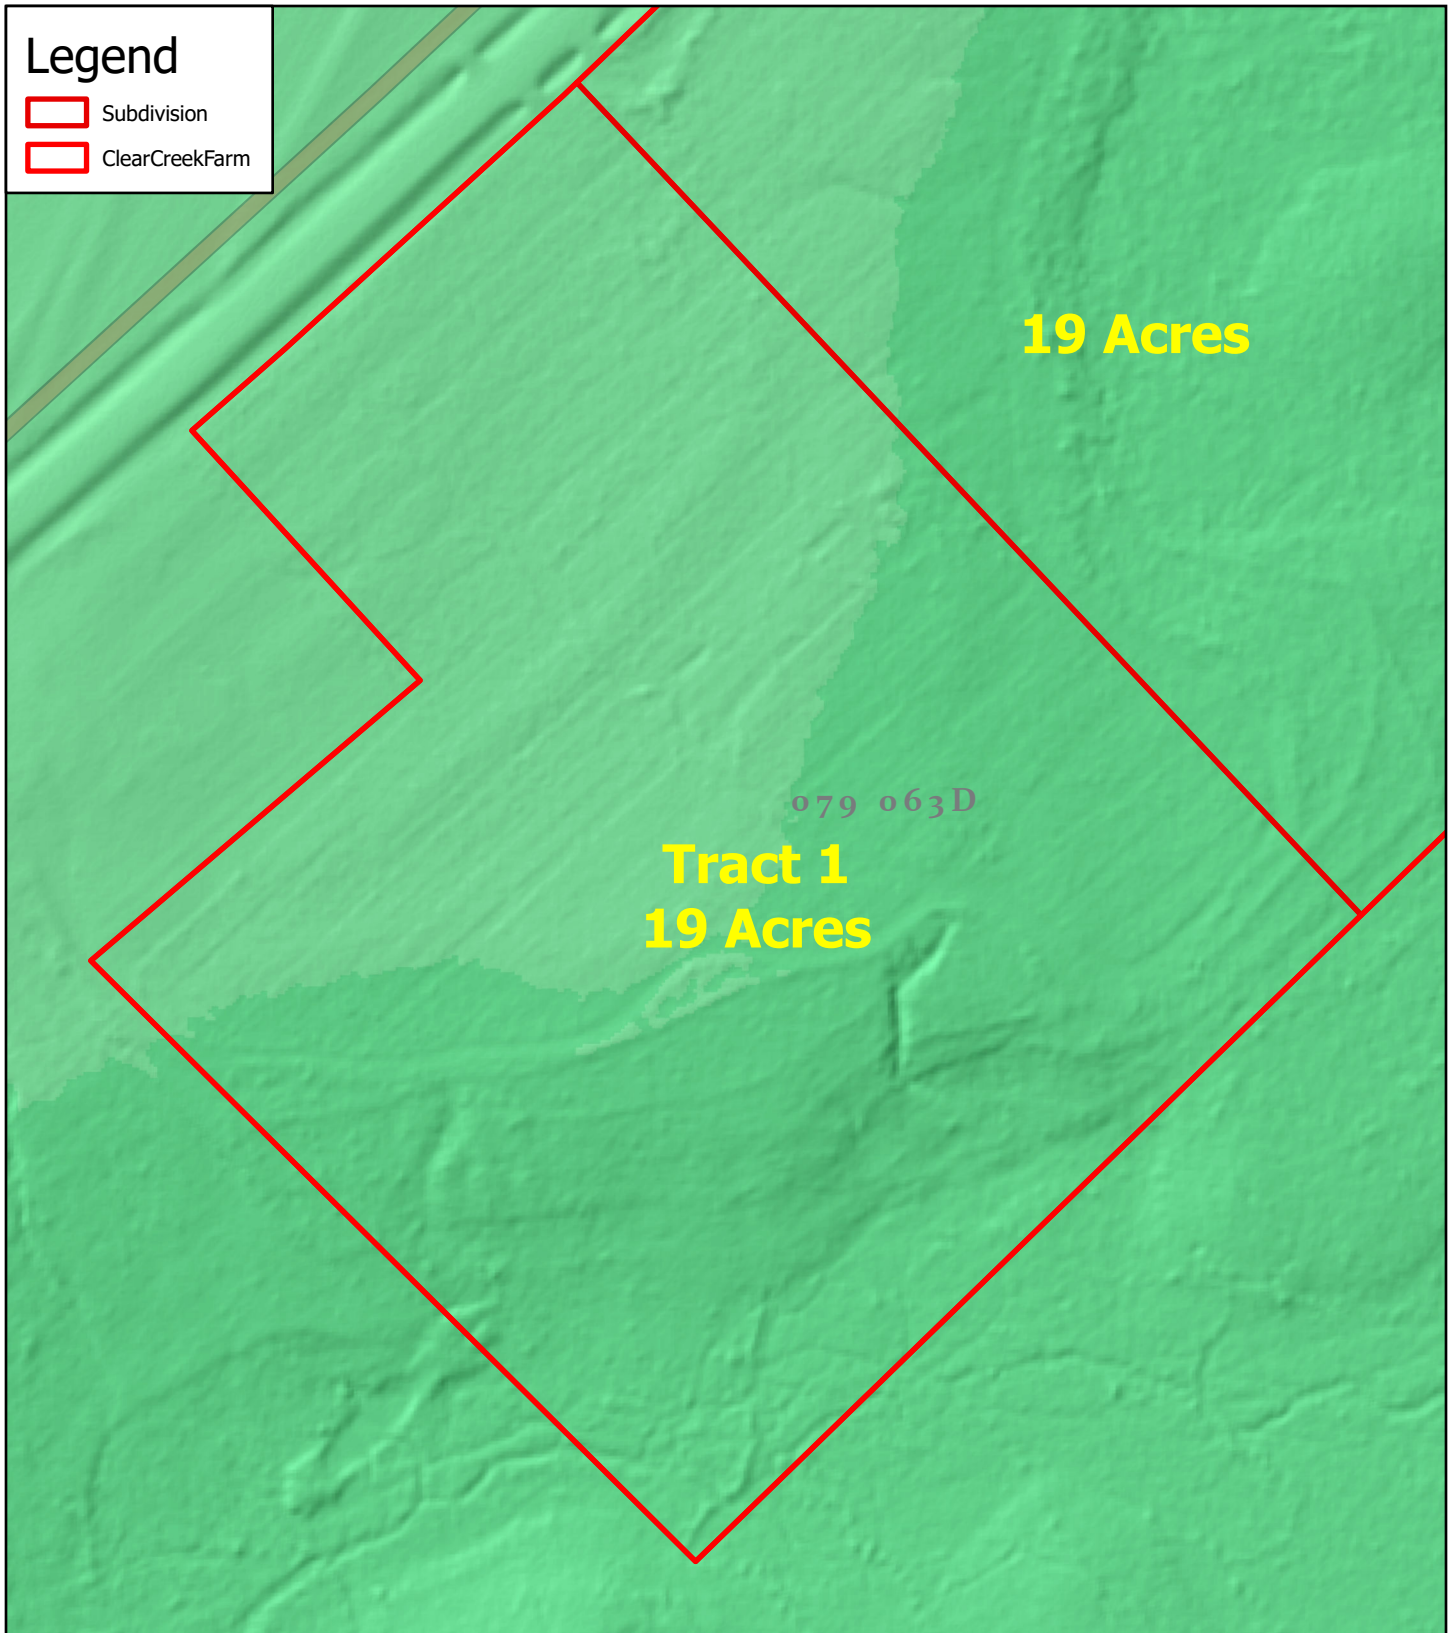 Legend
Subdivision
ClearCreekFarm
19 Acres
079 063D
Tract 1
19 Acres